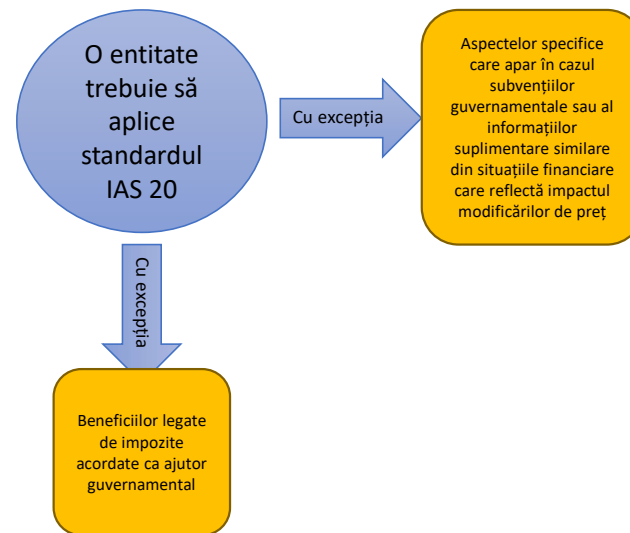 O entitate
trebuie să
aplice
standardul
IAS 20
Cu excepția
Aspectelor specifice
care apar în cazul
subvențiilor
guvernamentale sau al
informațiilor
suplimentare similare
din situațiile financiare
care reflectă impactul
modificărilor de preț
Cu excepția
Beneficiilor legate
de impozite
acordate ca ajutor
guvernamental